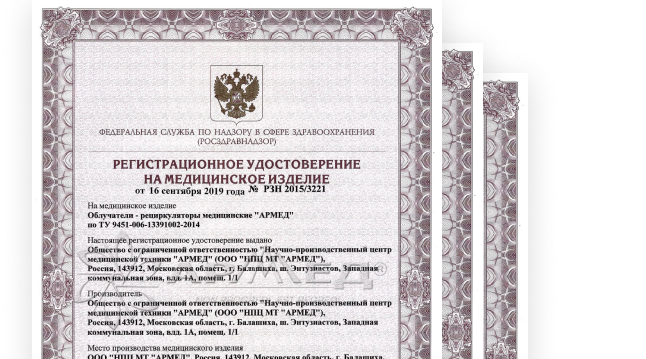 ФЕДЕРАЛЬНАЯ СЛУЖБА ПО НАДЗОРУ В СФЕРЕ ЗДРАВООХРАНЕНИЯ
(РОСЗДРАВНАДЗОР)
РЕГИСТРАЦИОННОЕ УДОСТОВЕРЕНИЕ
НА МЕДИЦИНСКОЕ ИЗДЕЛИЕ
от 16 сентября 2019 года № РЗН 2015/3221
На медицинское изделие
Облучатели - рециркуляторы медицинские "АРМЕД"
по ТУ 9451-006-13391002-2014
Настоящее регистрационное удостоверение выдано
Общество с ограниченной ответственностью "Научно-производственный центр
медицинской техники "АРМЕД" (ООО "НПЦ МТ "АРМЕД"),
Россия, 143912, Московская область, г. Балашиха, ш. Энтузиастов, Западная
коммунальная зона, влд. 1А, помещ. 1/1
Производитель
Общество с ограниченной ответственностью "Научно-производственный центр
медицинской техники "АРМЕД" (ООО "НПЦ МТ "АРМЕД"),
Россия, 143912, Московская область, г. Балашиха, ш. Энтузиастов, Западная
коммунальная зона, влд. 1А, помещ. 1/1
Место производства медицинского изделия
ООО "НПЦ МТ "АРМЕД", Россия, 143912, Московская область, г. Балашиха,